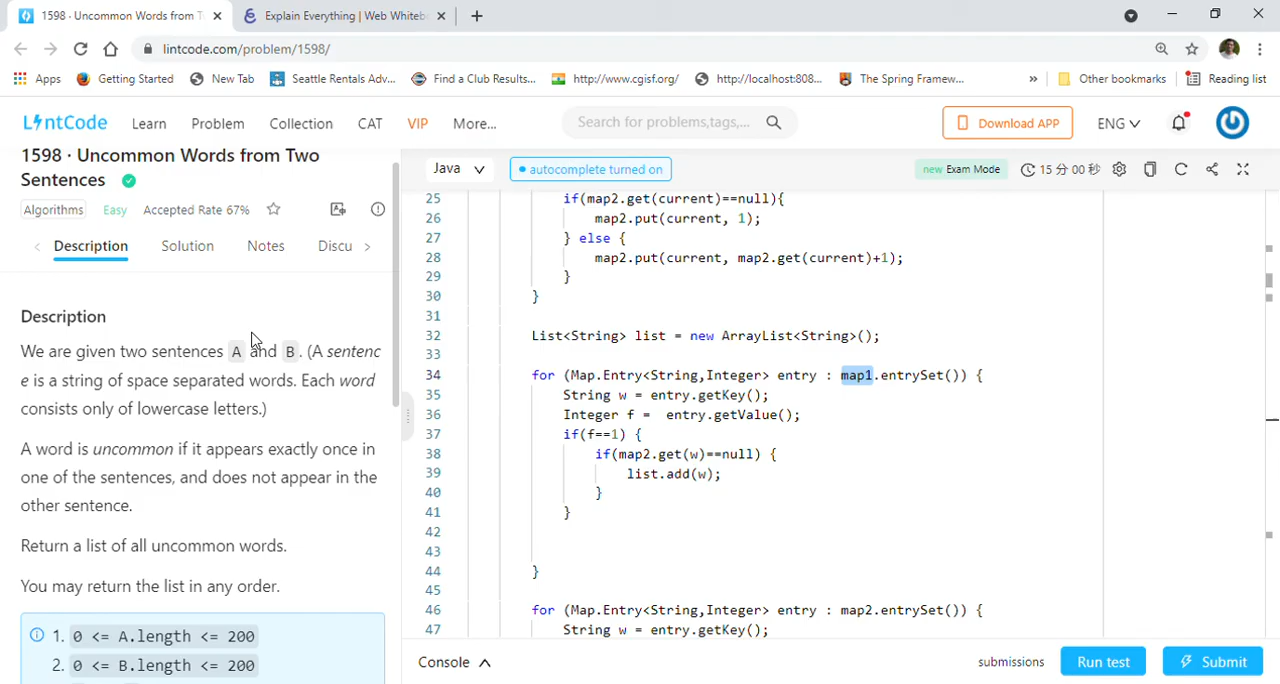 1598 · Uncommon Words from T
Explain Everything | Web Whitebo
lintcode.com/problem/1598/
Apps
Getting Started
New Tab
Seattle Rentals Adv...
Find a Club Results...
http://www.cgisf.org/
http://localhost:808...
The Spring Framew...
»
Other bookmarks
Reading list
LintCode
Learn
Problem
Collection
CAT
VIP
More...
Search for problems,tags,...
Download APP
ENG
1598 · Uncommon Words from Two
Sentences
Algorithms
Easy
Accepted Rate 67%
Description
Solution
Notes
Discu
Description
We are given two sentences A and B. (A sentenc
e is a string of space separated words. Each word
consists only of lowercase letters.)
A word is uncommon if it appears exactly once in
one of the sentences, and does not appear in the
other sentence.
Return a list of all uncommon words.
You may return the list in any order.
1. 0 <= A.length <= 200
2. 0 <= B.length <= 200
Java
autocomplete turned on
new Exam Mode
15 分 00 秒
25 if(map2.get(current)==null){
26 map2.put(current, 1);
27 } else {
28 map2.put(current, map2.get(current)+1);
29 }
30 }
31
32 List<String> list = new ArrayList<String>();
33
34 for (Map.Entry<String,Integer> entry : map1.entrySet()) {
35 String w = entry.getKey();
36 Integer f = entry.getValue();
37 if(f==1) {
38 if(map2.get(w)==null) {
39 list.add(w);
40 }
41 }
42
43
44 }
45
46 for (Map.Entry<String,Integer> entry : map2.entrySet()) {
47 String w = entry.getKey();
Console
submissions
Run test
Submit